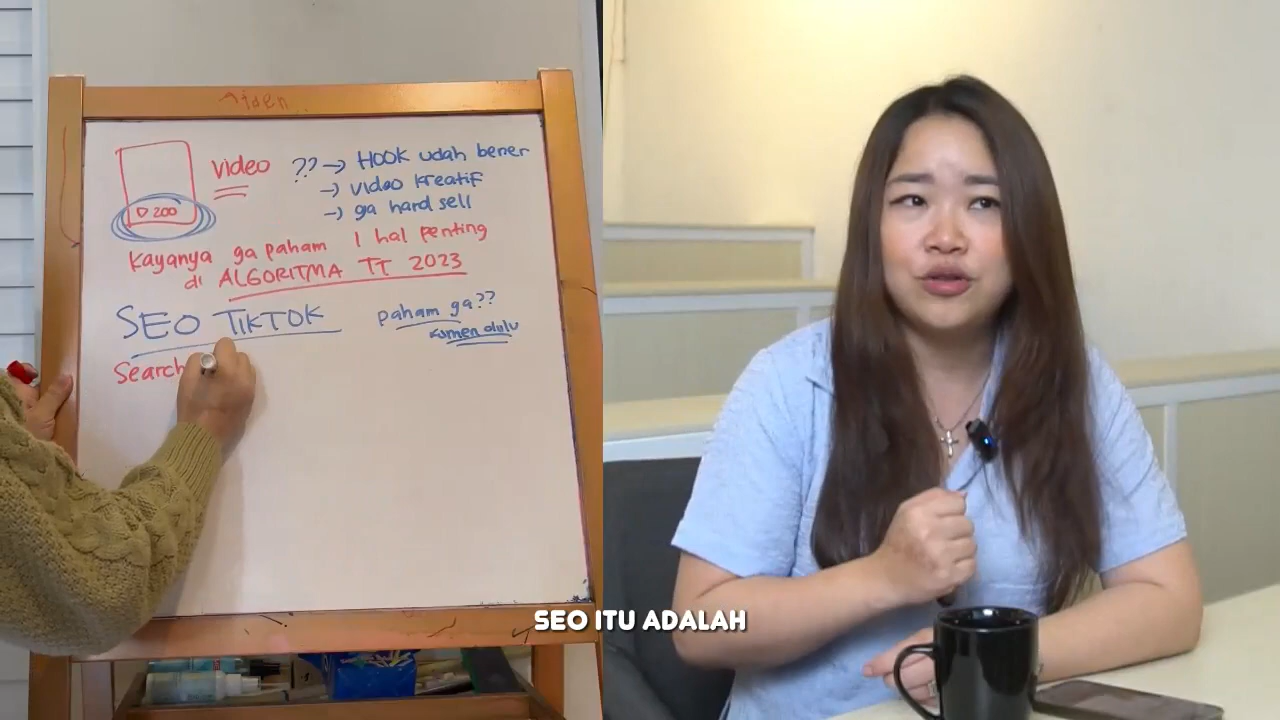 Aiden
video ?? → HOOK udah bener
→ video kreatif
→ ga hard sell
▷ 200
Kayanya ga paham 1 hal penting
di ALGORITMA TT 2023
SEO TIKTOK paham ga??
komen dulu
Search
SEO ITU ADALAH